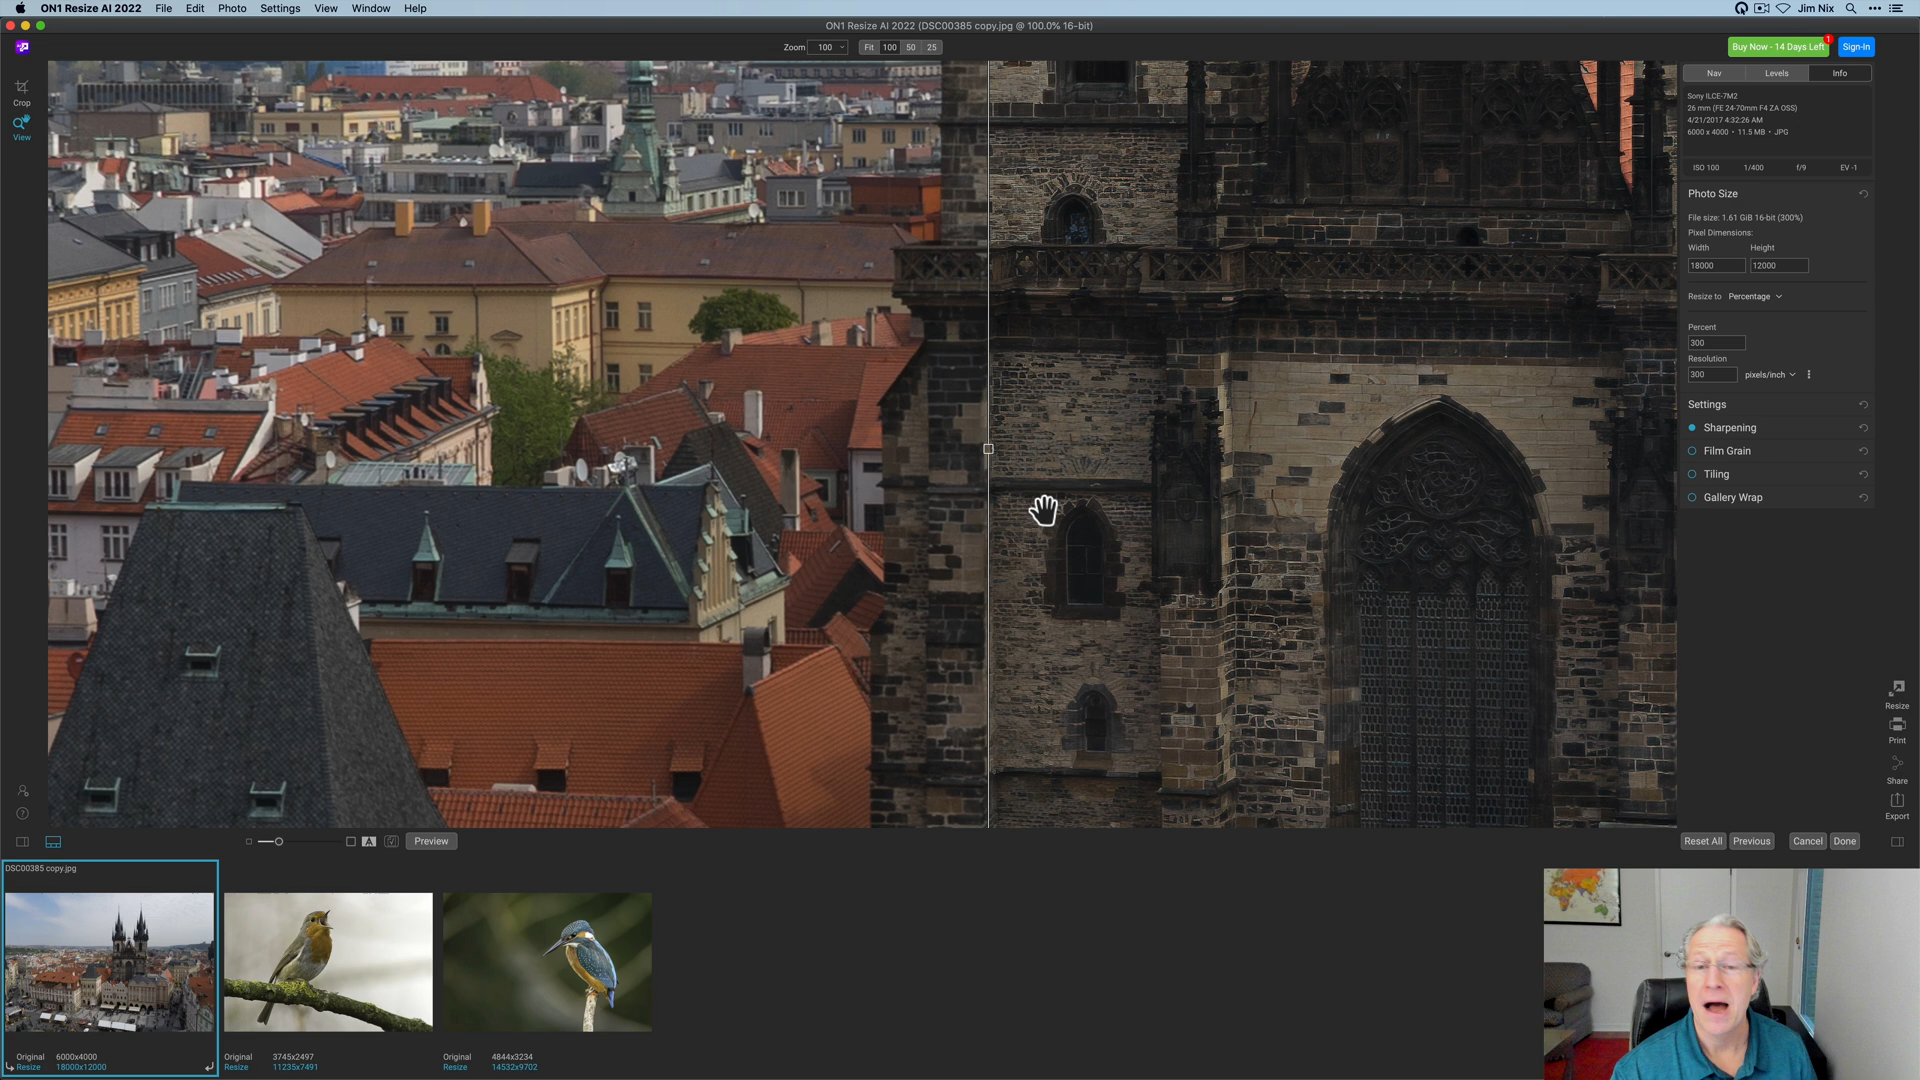 ON1 Resize AI 2022 File Edit Photo Settings View Window Help Jim Nix
ON1 Resize AI 2022 (DSC00385 copy.jpg @ 100.0% 16-bit)
Zoom 100 Fit 100 50 25 Buy Now - 14 Days Left 1 Sign-In
Crop
View
Nav Levels Info
Sony ILCE-7M2
26 mm (FE 24-70mm F4 ZA OSS)
4/21/2017 4:32:26 AM
6000 x 4000 • 11.5 MB • JPG
ISO 100 1/400 f/9 EV -1
Photo Size
File size: 1.61 GiB 16-bit (300%)
Pixel Dimensions:
Width Height
18000 12000
Resize to Percentage
Percent
300
Resolution
300 pixels/inch
Settings
Sharpening
Film Grain
Tiling
Gallery Wrap
Resize
Print
Share
Export
A Preview Reset All Previous Cancel Done
DSC00385 copy.jpg
Original 6000x4000 Original 3745x2497 Original 4844x3234
Resize 18000x12000 Resize 11235x7491 Resize 14532x9702